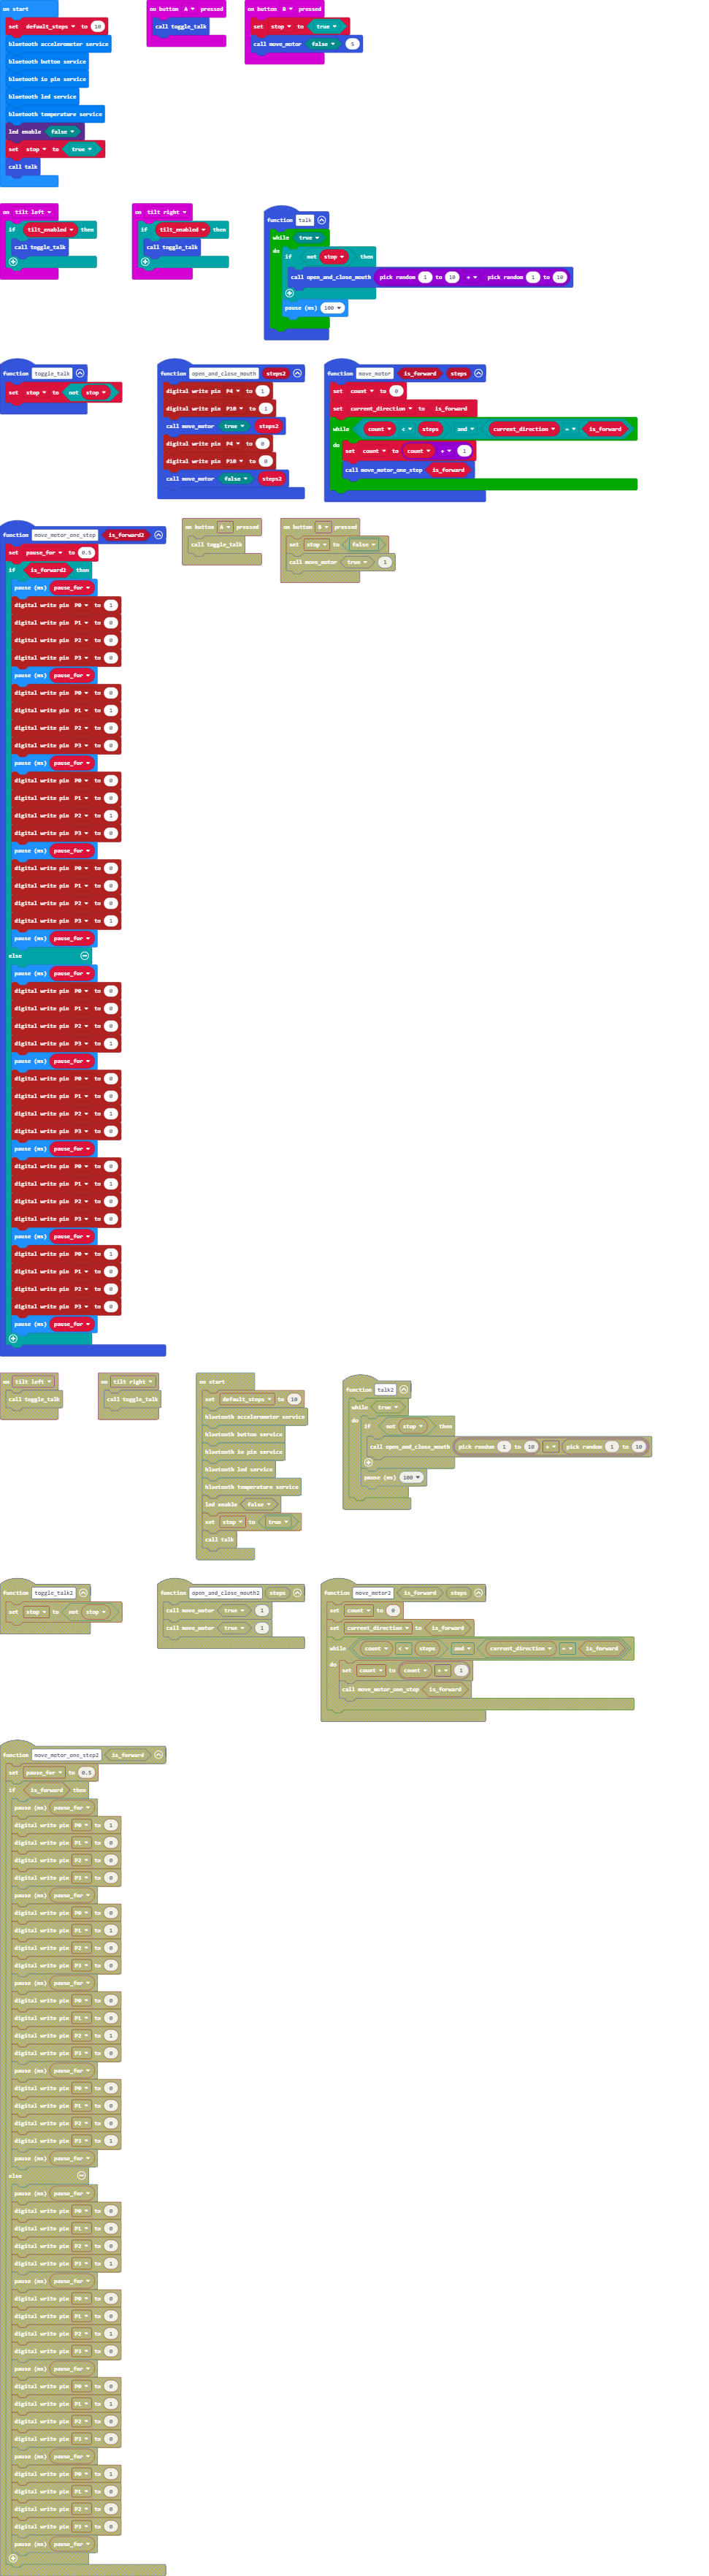 on start
set default_steps to 10
bluetooth accelerometer service
bluetooth button service
bluetooth io pin service
bluetooth led service
bluetooth temperature service
led enable false
set stop to true
call talk
on button A pressed
call toggle_talk
on button B pressed
set stop to true
call move_motor false 5
on tilt left
if tilt_enabled then
call toggle_talk
on tilt right
if tilt_enabled then
call toggle_talk
function talk
while true
do
if not stop then
call open_and_close_mouth pick random 1 to 10 + pick random 1 to 10
pause (ms) 100
function toggle_talk
set stop to not stop
function open_and_close_mouth steps2
digital write pin P4 to 1
digital write pin P10 to 1
call move_motor true steps2
digital write pin P4 to 0
digital write pin P10 to 0
call move_motor false steps2
function move_motor is_forward steps
set count to 0
set current_direction to is_forward
while count < steps and current_direction = is_forward
do
set count to count + 1
call move_motor_one_step is_forward
function move_motor_one_step is_forward2
set pause_for to 0.5
if is_forward2 then
pause (ms) pause_for
digital write pin P0 to 1
digital write pin P1 to 0
digital write pin P2 to 0
digital write pin P3 to 0
pause (ms) pause_for
digital write pin P0 to 0
digital write pin P1 to 1
digital write pin P2 to 0
digital write pin P3 to 0
pause (ms) pause_for
digital write pin P0 to 0
digital write pin P1 to 0
digital write pin P2 to 1
digital write pin P3 to 0
pause (ms) pause_for
digital write pin P0 to 0
digital write pin P1 to 0
digital write pin P2 to 0
digital write pin P3 to 1
pause (ms) pause_for
else
pause (ms) pause_for
digital write pin P0 to 0
digital write pin P1 to 0
digital write pin P2 to 0
digital write pin P3 to 1
pause (ms) pause_for
digital write pin P0 to 0
digital write pin P1 to 0
digital write pin P2 to 1
digital write pin P3 to 0
pause (ms) pause_for
digital write pin P0 to 0
digital write pin P1 to 1
digital write pin P2 to 0
digital write pin P3 to 0
pause (ms) pause_for
digital write pin P0 to 1
digital write pin P1 to 0
digital write pin P2 to 0
digital write pin P3 to 0
pause (ms) pause_for
on button A pressed
call toggle_talk
on button B pressed
set stop to false
call move_motor true 1
on tilt left
call toggle_talk
on tilt right
call toggle_talk
on start
set default_steps to 10
bluetooth accelerometer service
bluetooth button service
bluetooth io pin service
bluetooth led service
bluetooth temperature service
led enable false
set stop to true
call talk
function talk2
while true
do
if not stop then
call open_and_close_mouth pick random 1 to 10 + pick random 1 to 10
pause (ms) 100
function toggle_talk2
set stop to not stop
function open_and_close_mouth2 steps
call move_motor true 1
call move_motor true 1
function move_motor2 is_forward steps
set count to 0
set current_direction to is_forward
while count < steps and current_direction = is_forward
do
set count to count + 1
call move_motor_one_step is_forward
function move_motor_one_step2 is_forward
set pause_for to 0.5
if is_forward then
pause (ms) pause_for
digital write pin P0 to 1
digital write pin P1 to 0
digital write pin P2 to 0
digital write pin P3 to 0
pause (ms) pause_for
digital write pin P0 to 0
digital write pin P1 to 1
digital write pin P2 to 0
digital write pin P3 to 0
pause (ms) pause_for
digital write pin P0 to 0
digital write pin P1 to 0
digital write pin P2 to 1
digital write pin P3 to 0
pause (ms) pause_for
digital write pin P0 to 0
digital write pin P1 to 0
digital write pin P2 to 0
digital write pin P3 to 1
pause (ms) pause_for
else
pause (ms) pause_for
digital write pin P0 to 0
digital write pin P1 to 0
digital write pin P2 to 0
digital write pin P3 to 1
pause (ms) pause_for
digital write pin P0 to 0
digital write pin P1 to 0
digital write pin P2 to 1
digital write pin P3 to 0
pause (ms) pause_for
digital write pin P0 to 0
digital write pin P1 to 1
digital write pin P2 to 0
digital write pin P3 to 0
pause (ms) pause_for
digital write pin P0 to 1
digital write pin P1 to 0
digital write pin P2 to 0
digital write pin P3 to 0
pause (ms) pause_for